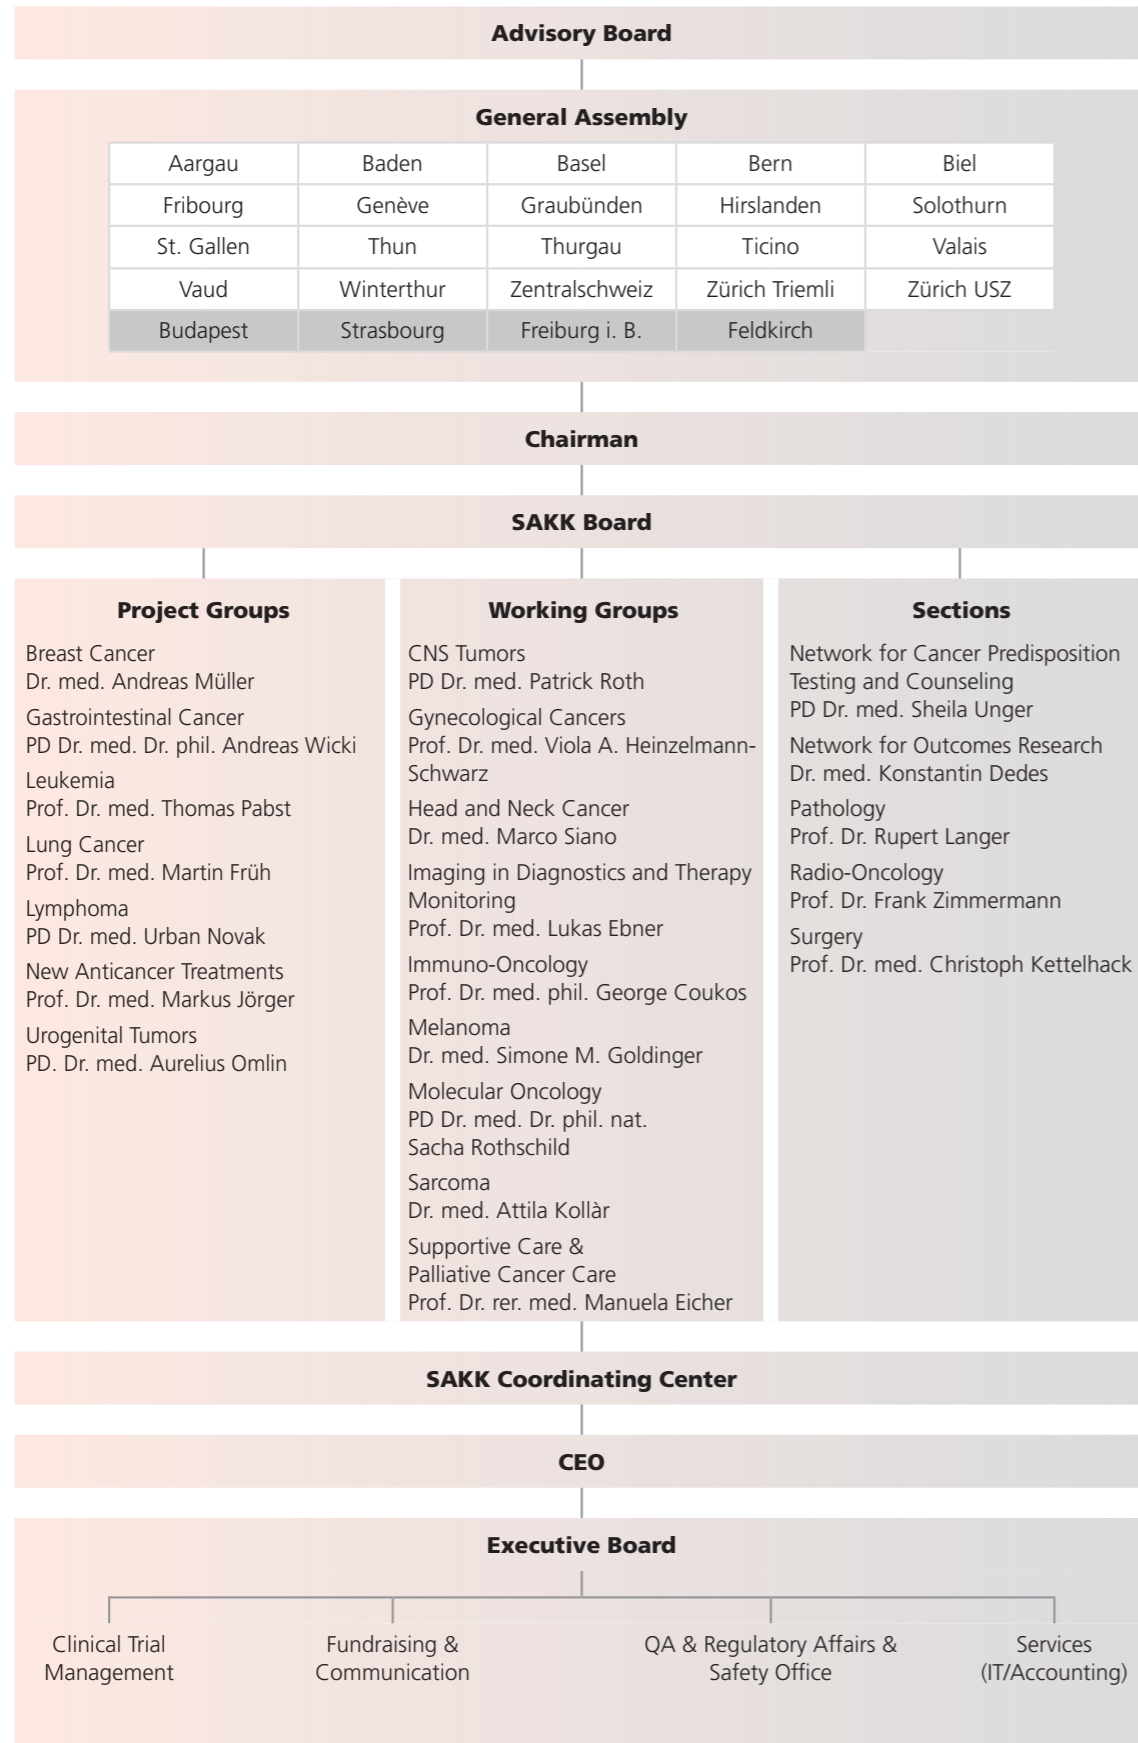 Advisory Board
General Assembly
Aargau Baden Basel Bern Biel
Fribourg Genève Graubünden Hirslanden Solothurn
St. Gallen Thun Thurgau Ticino Valais
Vaud Winterthur Zentralschweiz Zürich Triemli Zürich USZ
Budapest Strasbourg Freiburg i. B. Feldkirch
Chairman
SAKK Board
Project Groups
Breast Cancer
Dr. med. Andreas Müller
Gastrointestinal Cancer
PD Dr. med. Dr. phil. Andreas Wicki
Leukemia
Prof. Dr. med. Thomas Pabst
Lung Cancer
Prof. Dr. med. Martin Früh
Lymphoma
PD Dr. med. Urban Novak
New Anticancer Treatments
Prof. Dr. med. Markus Jörger
Urogenital Tumors
PD. Dr. med. Aurelius Omlin
Working Groups
CNS Tumors
PD Dr. med. Patrick Roth
Gynecological Cancers
Prof. Dr. med. Viola A. Heinzelmann-
Schwarz
Head and Neck Cancer
Dr. med. Marco Siano
Imaging in Diagnostics and Therapy
Monitoring
Prof. Dr. med. Lukas Ebner
Immuno-Oncology
Prof. Dr. med. phil. George Coukos
Melanoma
Dr. med. Simone M. Goldinger
Molecular Oncology
PD Dr. med. Dr. phil. nat.
Sacha Rothschild
Sarcoma
Dr. med. Attila Kollàr
Supportive Care &
Palliative Cancer Care
Prof. Dr. rer. med. Manuela Eicher
Sections
Network for Cancer Predisposition
Testing and Counseling
PD Dr. med. Sheila Unger
Network for Outcomes Research
Dr. med. Konstantin Dedes
Pathology
Prof. Dr. Rupert Langer
Radio-Oncology
Prof. Dr. Frank Zimmermann
Surgery
Prof. Dr. med. Christoph Kettelhack
SAKK Coordinating Center
CEO
Executive Board
Clinical Trial
Management
Fundraising &
Communication
QA & Regulatory Affairs &
Safety Office
Services
(IT/Accounting)